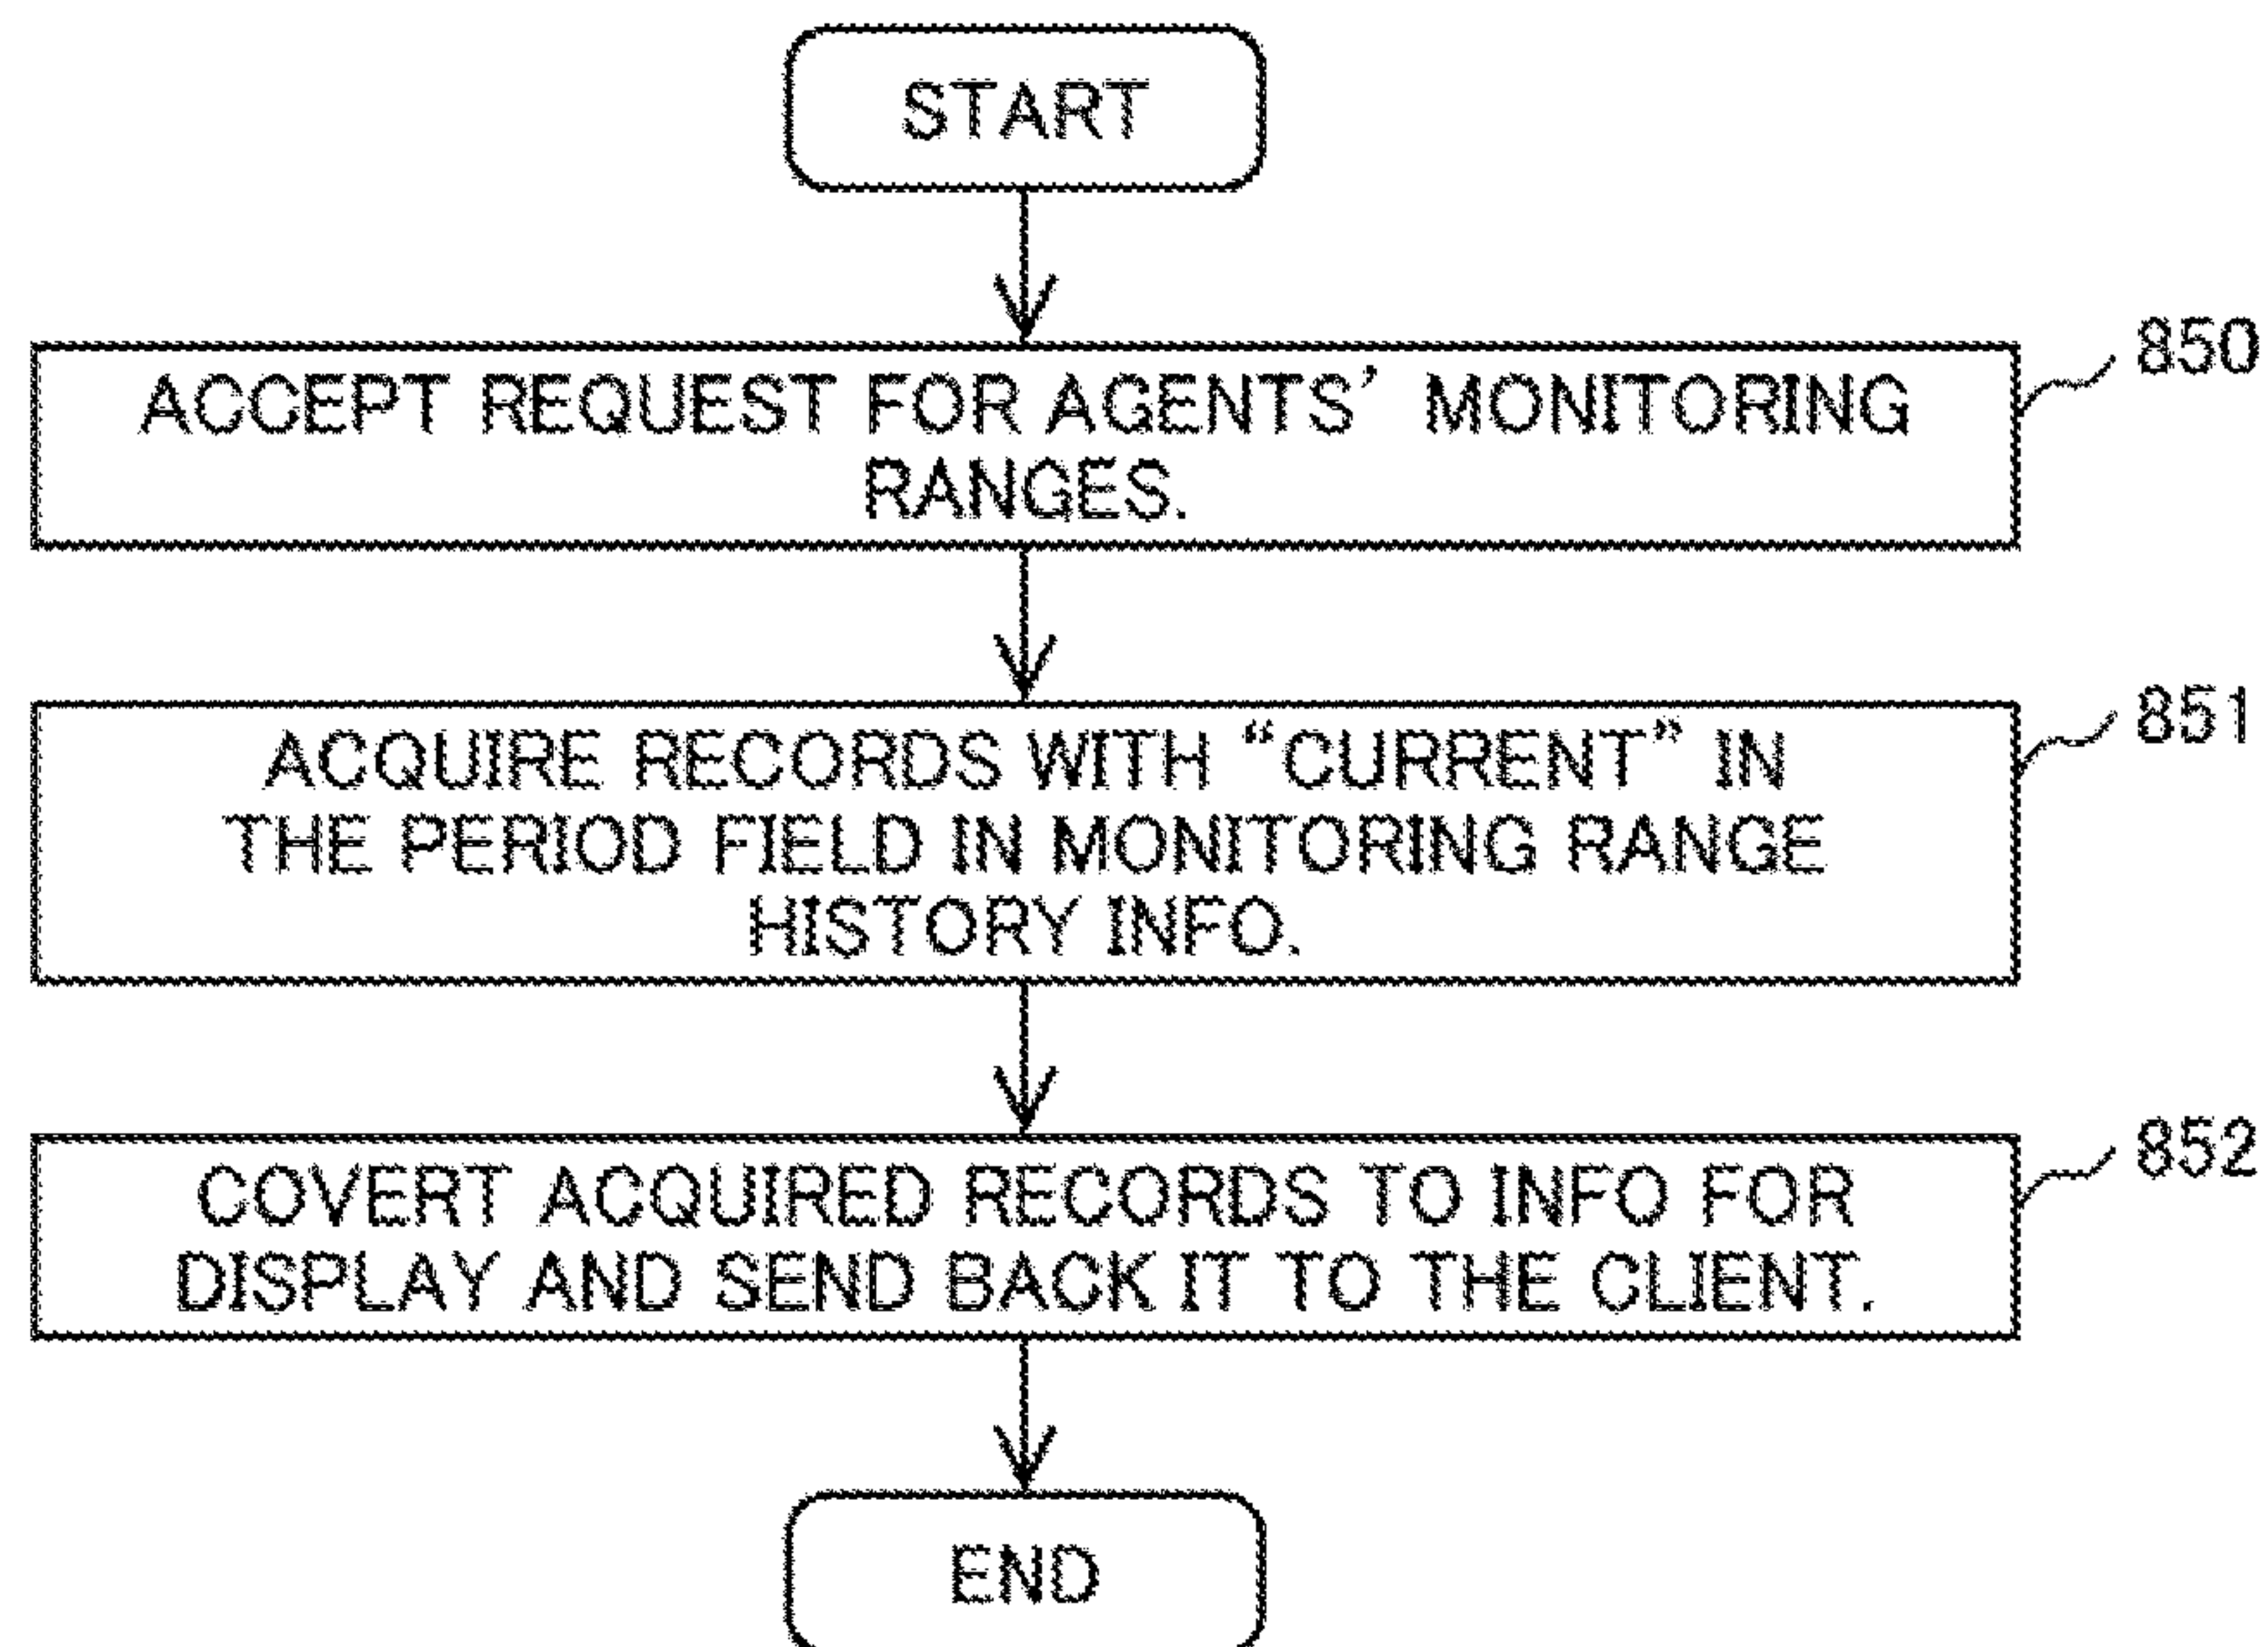 START
850
ACCEPT REQUEST FOR AGENTS’ MONITORING
RANGES.
851
ACQUIRE RECORDS WITH “CURRENT” IN
THE PERIOD FIELD IN MONITORING RANGE
HISTORY INFO.
852
COVERT ACQUIRED RECORDS TO INFO FOR
DISPLAY AND SEND BACK IT TO THE CLIENT.
END